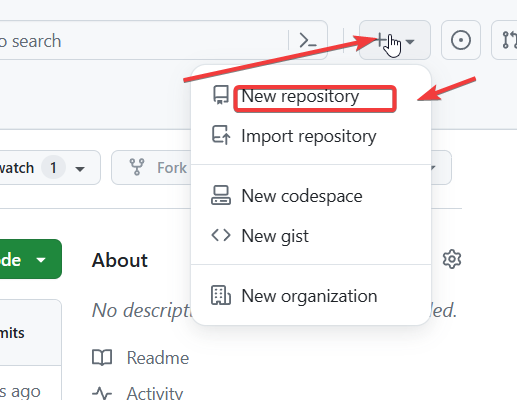 o search
New repository
Import repository
watch 1
Fork
New codespace
New gist
de
About
New organization
No descript
ed.
mits
Readme
s ago
Activity